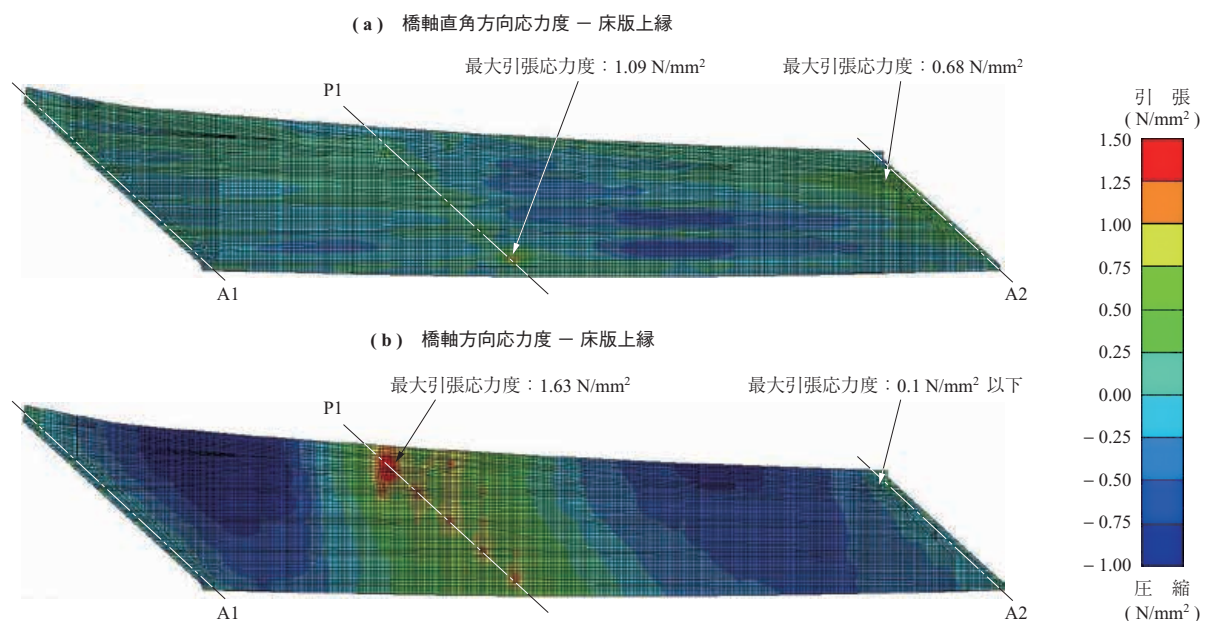 ( a ) 橋軸直角方向応力度 － 床版上縁
最大引張応力度：1.09 N/mm²
最大引張応力度：0.68 N/mm²
P1
A1
A2
( b ) 橋軸方向応力度 － 床版上縁
最大引張応力度：1.63 N/mm²
最大引張応力度：0.1 N/mm² 以下
P1
A1
A2
引 張
( N/mm² )
1.50
1.25
1.00
0.75
0.50
0.25
0.00
− 0.25
− 0.50
− 0.75
− 1.00
圧 縮
( N/mm² )